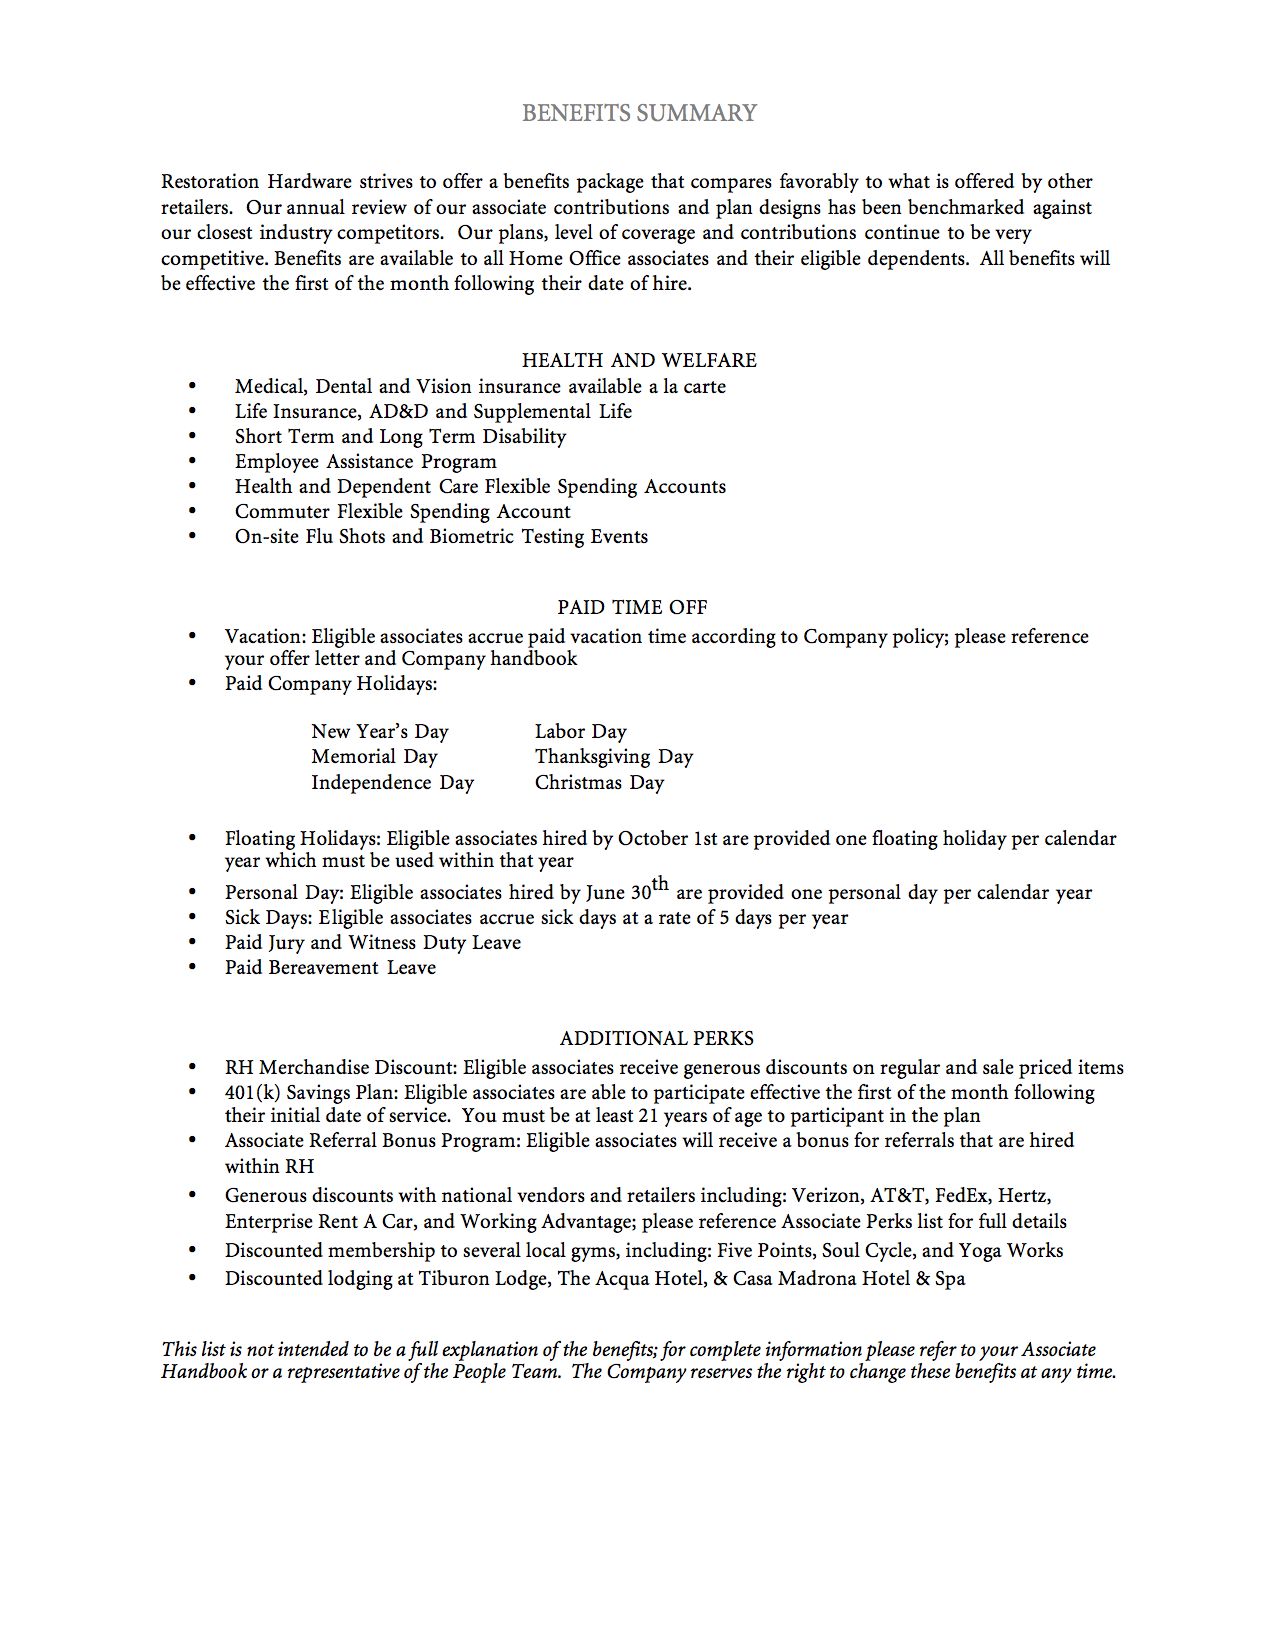 BENEFITS SUMMARY
Restoration Hardware strives to offer a benefits package that compares favorably to what is offered by other
retailers. Our annual review of our associate contributions and plan designs has been benchmarked against
our closest industry competitors. Our plans, level of coverage and contributions continue to be very
competitive. Benefits are available to all Home Office associates and their eligible dependents. All benefits will
be effective the first of the month following their date of hire.
HEALTH AND WELFARE
• Medical, Dental and Vision insurance available a la carte
• Life Insurance, AD&D and Supplemental Life
• Short Term and Long Term Disability
• Employee Assistance Program
• Health and Dependent Care Flexible Spending Accounts
• Commuter Flexible Spending Account
• On-site Flu Shots and Biometric Testing Events
PAID TIME OFF
• Vacation: Eligible associates accrue paid vacation time according to Company policy; please reference
your offer letter and Company handbook
• Paid Company Holidays:
New Year's Day Labor Day
Memorial Day Thanksgiving Day
Independence Day Christmas Day
• Floating Holidays: Eligible associates hired by October 1st are provided one floating holiday per calendar
year which must be used within that year
• Personal Day: Eligible associates hired by June 30th are provided one personal day per calendar year
• Sick Days: Eligible associates accrue sick days at a rate of 5 days per year
• Paid Jury and Witness Duty Leave
• Paid Bereavement Leave
ADDITIONAL PERKS
• RH Merchandise Discount: Eligible associates receive generous discounts on regular and sale priced items
• 401(k) Savings Plan: Eligible associates are able to participate effective the first of the month following
their initial date of service. You must be at least 21 years of age to participant in the plan
• Associate Referral Bonus Program: Eligible associates will receive a bonus for referrals that are hired
within RH
• Generous discounts with national vendors and retailers including: Verizon, AT&T, FedEx, Hertz,
Enterprise Rent A Car, and Working Advantage; please reference Associate Perks list for full details
• Discounted membership to several local gyms, including: Five Points, Soul Cycle, and Yoga Works
• Discounted lodging at Tiburon Lodge, The Acqua Hotel, & Casa Madrona Hotel & Spa
This list is not intended to be a full explanation of the benefits; for complete information please refer to your Associate
Handbook or a representative of the People Team. The Company reserves the right to change these benefits at any time.